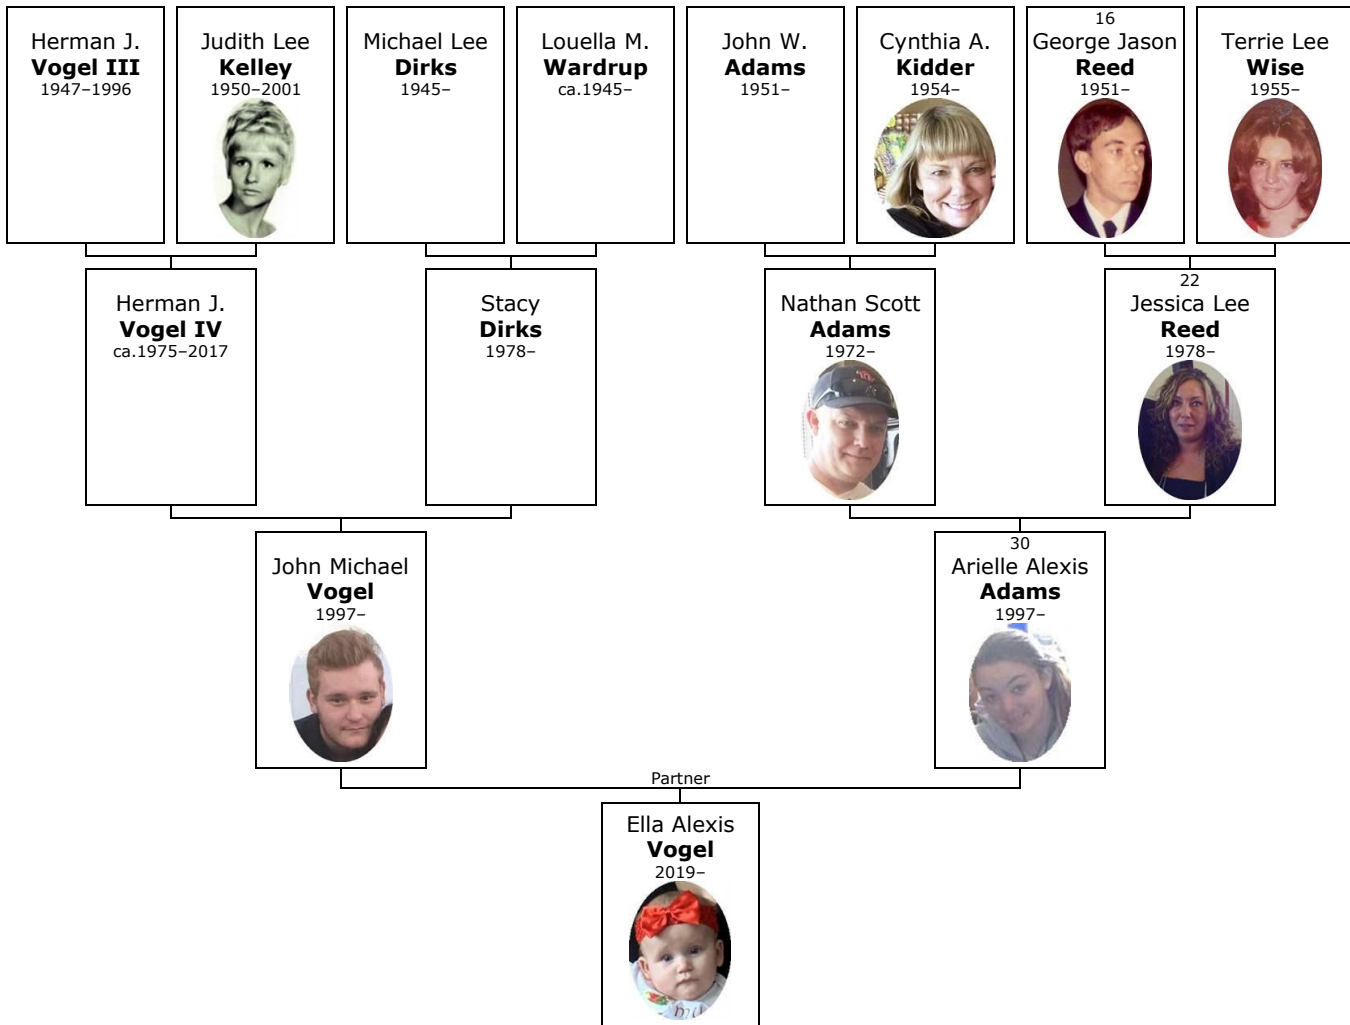 Herman J.
Vogel III
1947–1996
Judith Lee
Kelley
1950–2001
Michael Lee
Dirks
1945–
Louella M.
Wardrup
ca.1945–
John W.
Adams
1951–
Cynthia A.
Kidder
1954–
16
George Jason
Reed
1951–
Terrie Lee
Wise
1955–
Herman J.
Vogel IV
ca.1975–2017
Stacy
Dirks
1978–
Nathan Scott
Adams
1972–
22
Jessica Lee
Reed
1978–
John Michael
Vogel
1997–
30
Arielle Alexis
Adams
1997–
Partner
Ella Alexis
Vogel
2019–